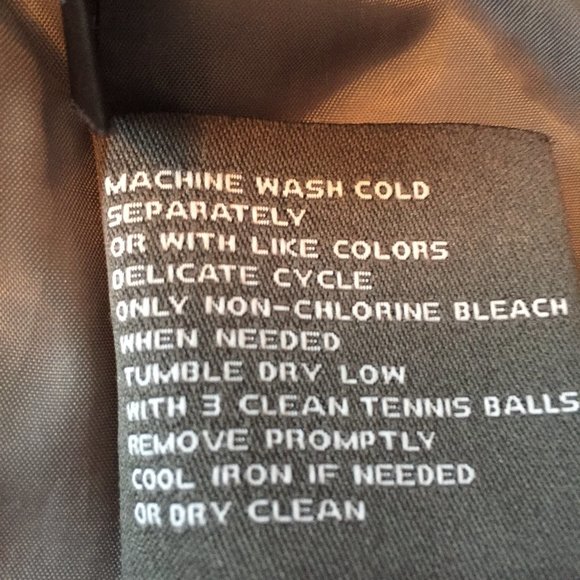 MACHINE WASH COLD
SEPARATELY
OR WITH LIKE COLORS
DELICATE CYCLE
ONLY NON-CHLORINE BLEACH
WHEN NEEDED
TUMBLE DRY LOW
WITH 3 CLEAN TENNIS BALLS
REMOVE PROMPTLY
COOL IRON IF NEEDED
OR DRY CLEAN